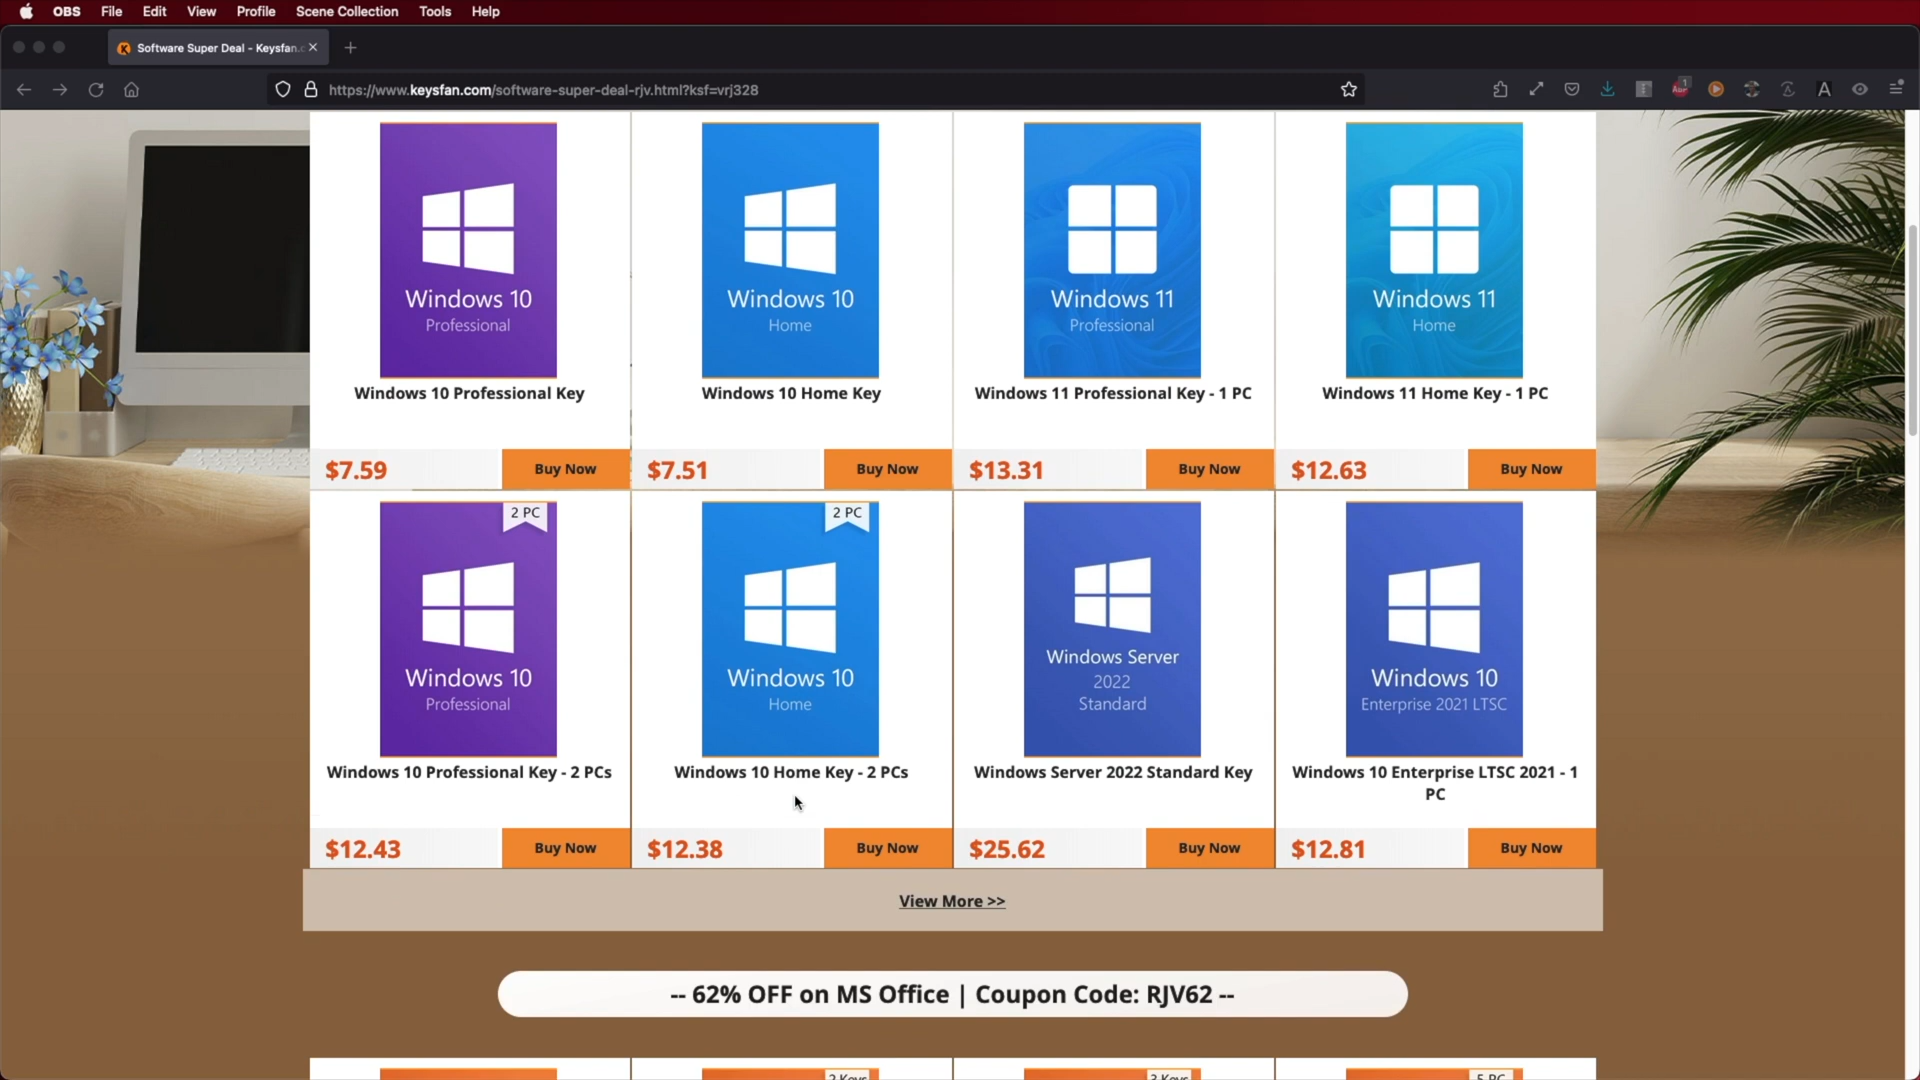 OBS File Edit View Profile Scene Collection Tools Help
Software Super Deal - Keysfan.c
https://www.keysfan.com/software-super-deal-rjv.html?ksf=vrj328
1
A
Windows 10 Windows 10 Windows 11 Windows 11
Professional Home Professional Home
Windows 10 Professional Key Windows 10 Home Key Windows 11 Professional Key - 1 PC Windows 11 Home Key - 1 PC
$7.59 Buy Now $7.51 Buy Now $13.31 Buy Now $12.63 Buy Now
2 PC 2 PC
Windows 10 Windows 10 Windows Server Windows 10
Professional Home 2022 Enterprise 2021 LTSC
Standard
Windows 10 Professional Key - 2 PCs Windows 10 Home Key - 2 PCs Windows Server 2022 Standard Key Windows 10 Enterprise LTSC 2021 - 1
PC
$12.43 Buy Now $12.38 Buy Now $25.62 Buy Now $12.81 Buy Now
View More >>
-- 62% OFF on MS Office | Coupon Code: RJV62 --
2 Keys 3 Keys 5 PC